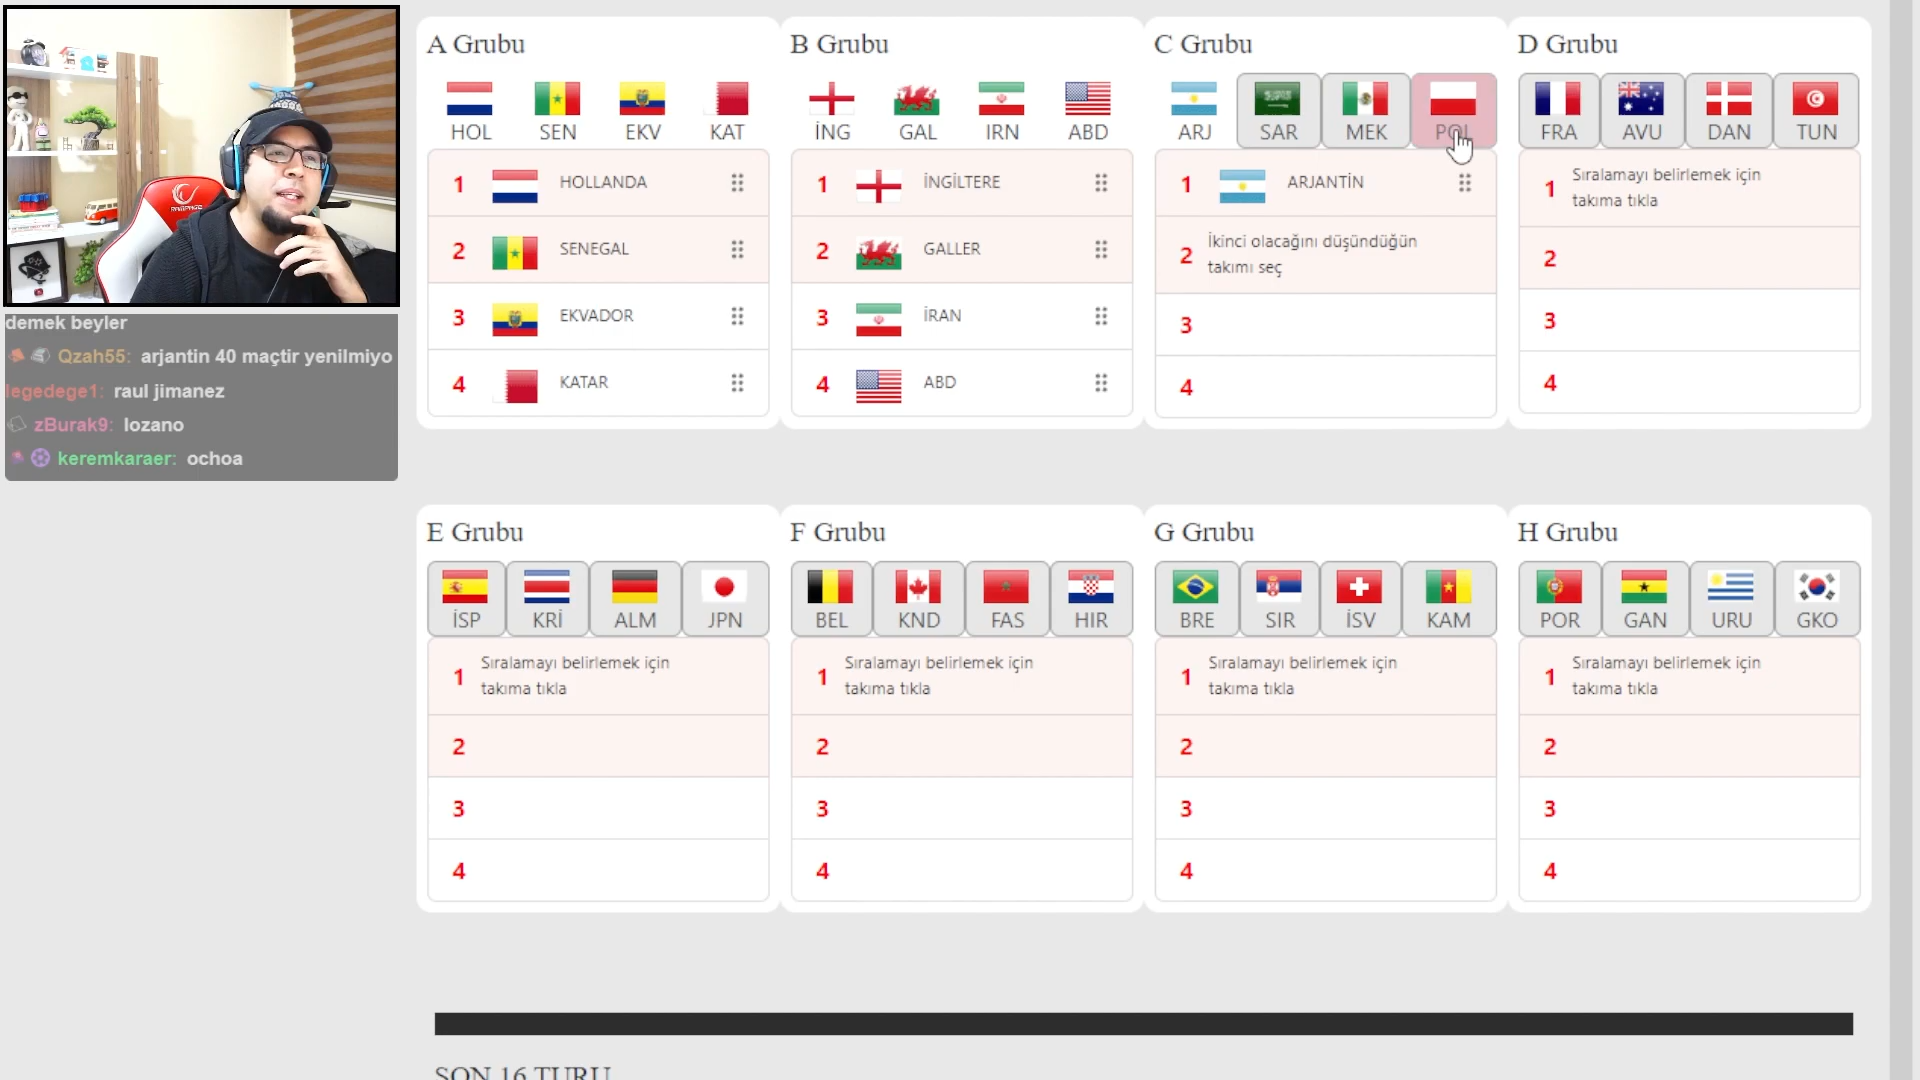 demek beyler
Qzah55: arjantin 40 maçtir yenilmiyo
legedege1: raul jimanez
zBurak9: lozano
keremkaraer: ochoa
RAMPAGE
A Grubu
HOL SEN EKV KAT
1 HOLLANDA
2 SENEGAL
3 EKVADOR
4 KATAR
B Grubu
İNG GAL IRN ABD
1 İNGİLTERE
2 GALLER
3 İRAN
4 ABD
C Grubu
ARJ SAR MEK POL
1 ARJANTİN
2 İkinci olacağını düşündüğün
takımı seç
3
4
D Grubu
FRA AVU DAN TUN
1 Sıralamayı belirlemek için
takıma tıkla
2
3
4
E Grubu
İSP KRİ ALM JPN
1 Sıralamayı belirlemek için
takıma tıkla
2
3
4
F Grubu
BEL KND FAS HIR
1 Sıralamayı belirlemek için
takıma tıkla
2
3
4
G Grubu
BRE SIR İSV KAM
1 Sıralamayı belirlemek için
takıma tıkla
2
3
4
H Grubu
POR GAN URU GKO
1 Sıralamayı belirlemek için
takıma tıkla
2
3
4
SON 16 TURU